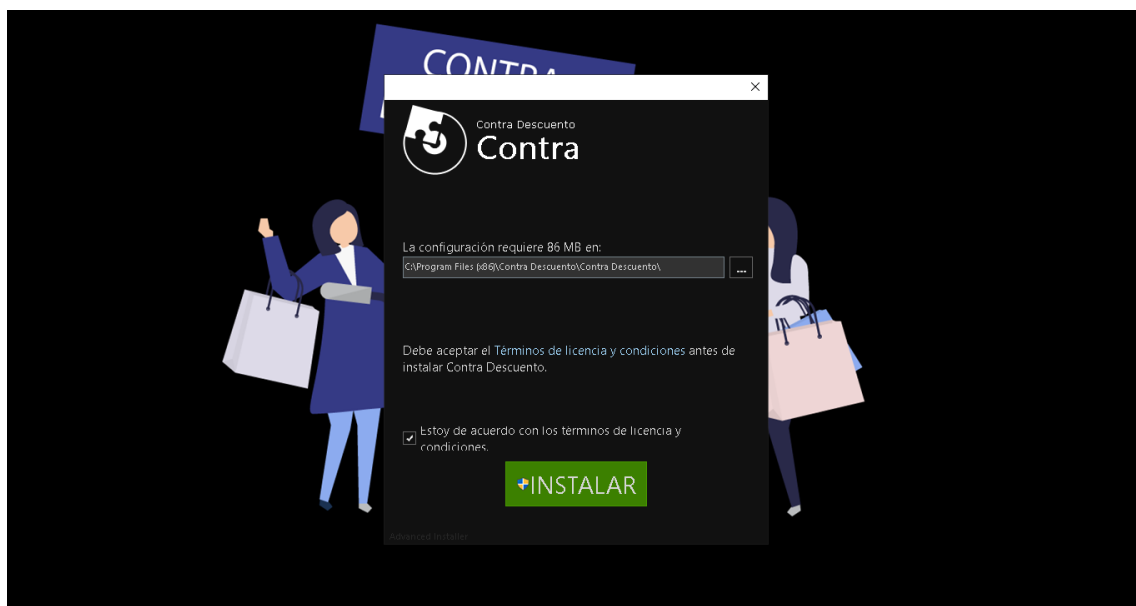 CONTRA
Contra Descuento
Contra
La configuración requiere 86 MB en:
C:\Program Files (x86)\Contra Descuento\Contra Descuento\
...
Debe aceptar el Términos de licencia y condiciones antes de
instalar Contra Descuento.
Estoy de acuerdo con los términos de licencia y
condiciones.
INSTALAR
Advanced Installer